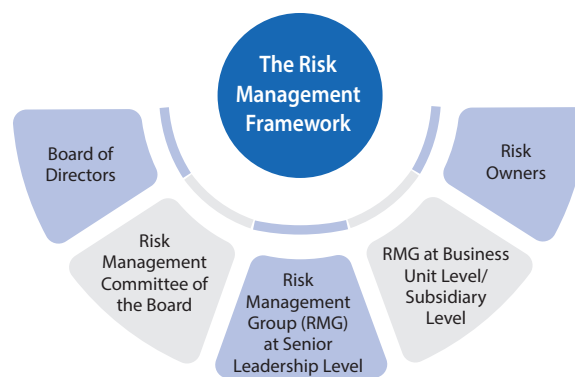 The Risk
Management
Framework
Board of
Directors
Risk
Management
Committee of
the Board
Risk
Management
Group (RMG)
at Senior
Leadership Level
RMG at Business
Unit Level/
Subsidiary
Level
Risk
Owners